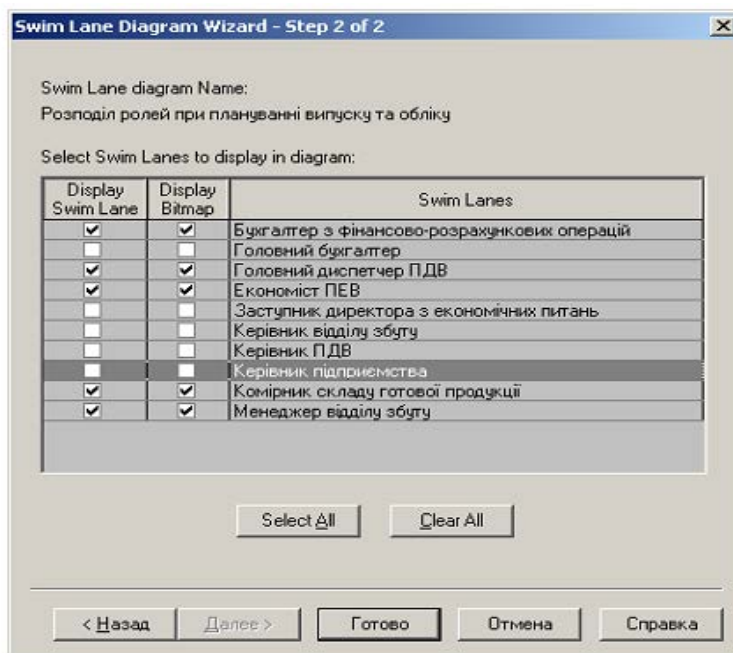 Swim Lane Diagram Wizard - Step 2 of 2
Swim Lane diagram Name:
Розподіл ролей при плануванні випуску та обліку
Select Swim Lanes to display in diagram:
Display Swim Lane
Display Bitmap
Swim Lanes
Бухгалтер з фінансово-розрахункових операцій
Головний бухгалтер
Головний диспетчер ПДВ
Економіст ПЕВ
Заступник директора з економічних питань
Керівник відділу збуту
Керівник ПДВ
Керівник підприємства
Комірник складу готової продукції
Менеджер відділу збуту
Select All
Clear All
< Назад
Далее >
Готово
Отмена
Справка